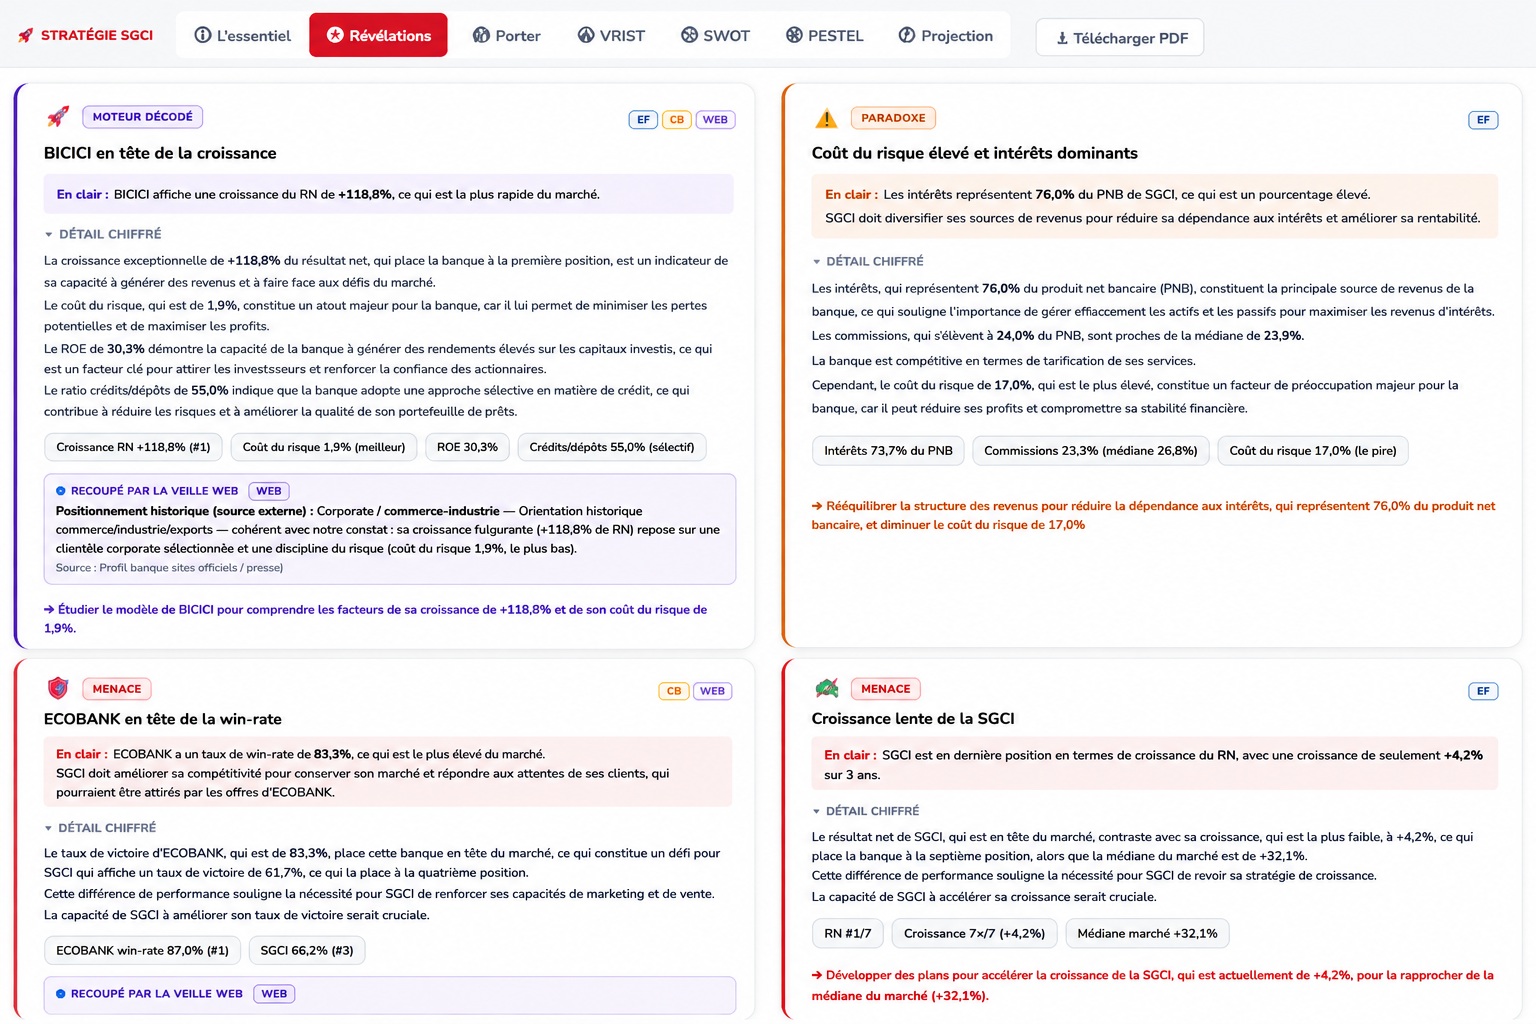 STRATÉGIE SGCI
L'essentiel
Révélations
Porter
VRIST
SWOT
PESTEL
Projection
Télécharger PDF
MOTEUR DÉCODÉ
EF CB WEB
BICICI en tête de la croissance
En clair : BICICI affiche une croissance du RN de +118,8%, ce qui est la plus rapide du marché.
DÉTAIL CHIFFRÉ
La croissance exceptionnelle de +118,8% du résultat net, qui place la banque à la première position, est un indicateur de
sa capacité à générer des revenus et à faire face aux défis du marché.
Le coût du risque, qui est de 1,9%, constitue un atout majeur pour la banque, car il lui permet de minimiser les pertes
potentielles et de maximiser les profits.
Le ROE de 30,3% démontre la capacité de la banque à générer des rendements élevés sur les capitaux investis, ce qui
est un facteur clé pour attirer les investsseurs et renforcer la confiance des actionnaires.
Le ratio crédits/dépôts de 55,0% indique que la banque adopte une approche sélective en matière de crédit, ce qui
contribue à réduire les risques et à améliorer la qualité de son portefeuille de prêts.
Croissance RN +118,8% (#1)
Coût du risque 1,9% (meilleur)
ROE 30,3%
Crédits/dépôts 55,0% (sélectif)
RECOUPÉ PAR LA VEILLE WEB WEB
Positionnement historique (source externe) : Corporate / commerce-industrie — Orientation historique
commerce/industrie/exports — cohérent avec notre constat : sa croissance fulgurante (+118,8% de RN) repose sur une
clientèle corporate sélectionnèe et une discipline du risque (coût du risque 1,9%, le plus bas).
Source : Profil banque sites officiels / presse)
➔ Étudier le modèle de BICICI pour comprendre les facteurs de sa croissance de +118,8% et de son coût du risque de
1,9%.
PARADOXE
EF
Coût du risque élevé et intérêts dominants
En clair : Les intérêts représentent 76,0% du PNB de SGCI, ce qui est un pourcentage élevé.
SGCI doit diversifier ses sources de revenus pour réduire sa dépendance aux intérêts et améliorer sa rentabilité.
DÉTAIL CHIFFRÉ
Les intérêts, qui représentent 76,0% du produit net bancaire (PNB), constituent la principale source de revenus de la
banque, ce qui souligne l'importance de gérer effiaccement les actifs et les passifs pour maximiser les revenus d'intérêts.
Les commissions, qui s'élèvent à 24,0% du PNB, sont proches de la médiane de 23,9%.
La banque est compétitive en termes de tarification de ses services.
Cependant, le coût du risque de 17,0%, qui est le plus élevé, constitue un facteur de préoccupation majeur pour la
banque, car il peut réduire ses profits et compromettre sa stabilité financière.
Intérêts 73,7% du PNB
Commissions 23,3% (médiane 26,8%)
Coût du risque 17,0% (le pire)
➔ Rééquilibrer la structure des revenus pour réduire la dépendance aux intérêts, qui représentent 76,0% du produit net
bancaire, et diminuer le coût du risque de 17,0%
MENACE
CB WEB
ECOBANK en tête de la win-rate
En clair : ECOBANK a un taux de win-rate de 83,3%, ce qui est le plus élevé du marché.
SGCI doit améliorer sa compétitivité pour conserver son marché et répondre aux attentes de ses clients, qui
pourraient être attirés par les offres d'ECOBANK.
DÉTAIL CHIFFRÉ
Le taux de victoire d'ECOBANK, qui est de 83,3%, place cette banque en tête du marché, ce qui constitue un défi pour
SGCI qui affiche un taux de victoire de 61,7%, ce qui la place à la quatrième position.
Cette différence de performance souligne la nécessité pour SGCI de renforcer ses capacités de marketing et de vente.
La capacité de SGCI à améliorer son taux de victoire serait cruciale.
ECOBANK win-rate 87,0% (#1)
SGCI 66,2% (#3)
RECOUPÉ PAR LA VEILLE WEB WEB
MENACE
EF
Croissance lente de la SGCI
En clair : SGCI est en dernière position en termes de croissance du RN, avec une croissance de seulement +4,2%
sur 3 ans.
DÉTAIL CHIFFRÉ
Le résultat net de SGCI, qui est en tête du marché, contraste avec sa croissance, qui est la plus faible, à +4,2%, ce qui
place la banque à la septième position, alors que la médiane du marché est de +32,1%.
Cette différence de performance souligne la nécessité pour SGCI de revoir sa stratégie de croissance.
La capacité de SGCI à accélérer sa croissance serait cruciale.
RN #1/7
Croissance 7×/7 (+4,2%)
Médiane marché +32,1%
➔ Développer des plans pour accélérer la croissance de la SGCI, qui est actuellement de +4,2%, pour la rapprocher de la
médiane du marché (+32,1%).